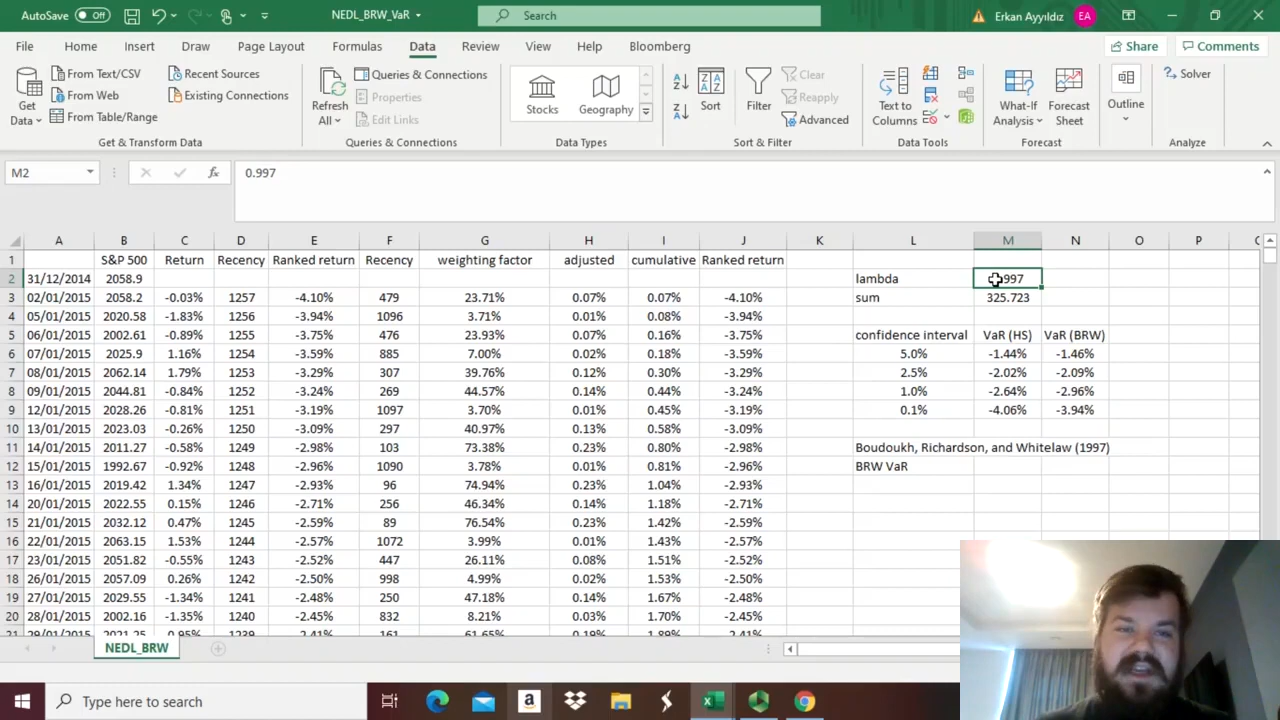 AutoSave Off NEDL_BRW_VaR Search Erkan Ayyıldız EA
File Home Insert Draw Page Layout Formulas Data Review View Help Bloomberg Share Comments
Get Data From Text/CSV From Web From Table/Range Recent Sources Existing Connections
Refresh All Queries & Connections Properties Edit Links
Stocks Geography
Sort Filter Clear Reapply Advanced
Text to Columns
What-If Analysis Forecast Sheet Outline Solver
Get & Transform Data Queries & Connections Data Types Sort & Filter Data Tools Forecast Analyze
M2 fx 0.997
A B C D E F G H I J K L M N O P
1 S&P 500 Return Recency Ranked return Recency weighting factor adjusted cumulative Ranked return
2 31/12/2014 2058.9 lambda 997
3 02/01/2015 2058.2 -0.03% 1257 -4.10% 479 23.71% 0.07% 0.07% -4.10% sum 325.723
4 05/01/2015 2020.58 -1.83% 1256 -3.94% 1096 3.71% 0.01% 0.08% -3.94%
5 06/01/2015 2002.61 -0.89% 1255 -3.75% 476 23.93% 0.07% 0.16% -3.75% confidence interval VaR (HS) VaR (BRW)
6 07/01/2015 2025.9 1.16% 1254 -3.59% 885 7.00% 0.02% 0.18% -3.59% 5.0% -1.44% -1.46%
7 08/01/2015 2062.14 1.79% 1253 -3.29% 307 39.76% 0.12% 0.30% -3.29% 2.5% -2.02% -2.09%
8 09/01/2015 2044.81 -0.84% 1252 -3.24% 269 44.57% 0.14% 0.44% -3.24% 1.0% -2.64% -2.96%
9 12/01/2015 2028.26 -0.81% 1251 -3.19% 1097 3.70% 0.01% 0.45% -3.19% 0.1% -4.06% -3.94%
10 13/01/2015 2023.03 -0.26% 1250 -3.09% 297 40.97% 0.13% 0.58% -3.09%
11 14/01/2015 2011.27 -0.58% 1249 -2.98% 103 73.38% 0.23% 0.80% -2.98% Boudoukh, Richardson, and Whitelaw (1997)
12 15/01/2015 1992.67 -0.92% 1248 -2.96% 1090 3.78% 0.01% 0.81% -2.96% BRW VaR
13 16/01/2015 2019.42 1.34% 1247 -2.93% 96 74.94% 0.23% 1.04% -2.93%
14 20/01/2015 2022.55 0.15% 1246 -2.71% 256 46.34% 0.14% 1.18% -2.71%
15 21/01/2015 2032.12 0.47% 1245 -2.59% 89 76.54% 0.23% 1.42% -2.59%
16 22/01/2015 2063.15 1.53% 1244 -2.57% 1072 3.99% 0.01% 1.43% -2.57%
17 23/01/2015 2051.82 -0.55% 1243 -2.52% 447 26.11% 0.08% 1.51% -2.52%
18 26/01/2015 2057.09 0.26% 1242 -2.50% 998 4.99% 0.02% 1.53% -2.50%
19 27/01/2015 2029.55 -1.34% 1241 -2.48% 250 47.18% 0.14% 1.67% -2.48%
20 28/01/2015 2002.16 -1.35% 1240 -2.45% 832 8.21% 0.03% 1.70% -2.45%
21 29/01/2015 2021.25 0.95% 1239 -2.41% 161 61.65% 0.19% 1.89% -2.41%
NEDL_BRW
Type here to search